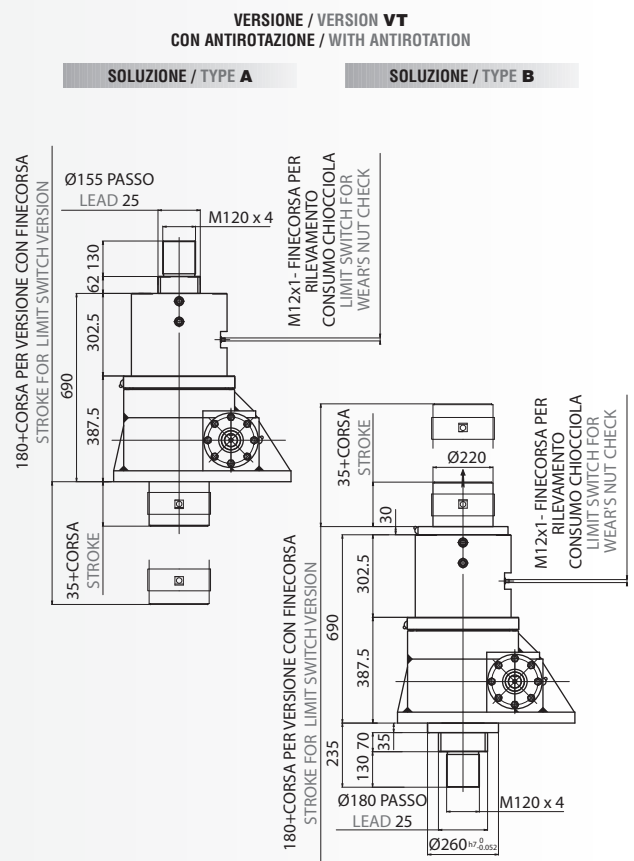 VERSIONE / VERSION VT
CON ANTIROTAZIONE / WITH ANTIROTATION
SOLUZIONE / TYPE A
SOLUZIONE / TYPE B
180+CORSA PER VERSIONE CON FINECORSA
STROKE FOR LIMIT SWITCH VERSION
Ø155 PASSO
LEAD 25
M120 x 4
130
62
302.5
690
387.5
35+CORSA
STROKE
M12x1- FINECORSA PER
RILEVAMENTO
CONSUMO CHIOCCIOLA
LIMIT SWITCH FOR
WEAR'S NUT CHECK
35+CORSA
STROKE
Ø220
30
M12x1- FINECORSA PER
RILEVAMENTO
CONSUMO CHIOCCIOLA
LIMIT SWITCH FOR
WEAR'S NUT CHECK
180+CORSA PER VERSIONE CON FINECORSA
STROKE FOR LIMIT SWITCH VERSION
302.5
690
387.5
235
70
35
130
Ø180 PASSO
LEAD 25
M120 x 4
Ø260 h7 0 -0.052